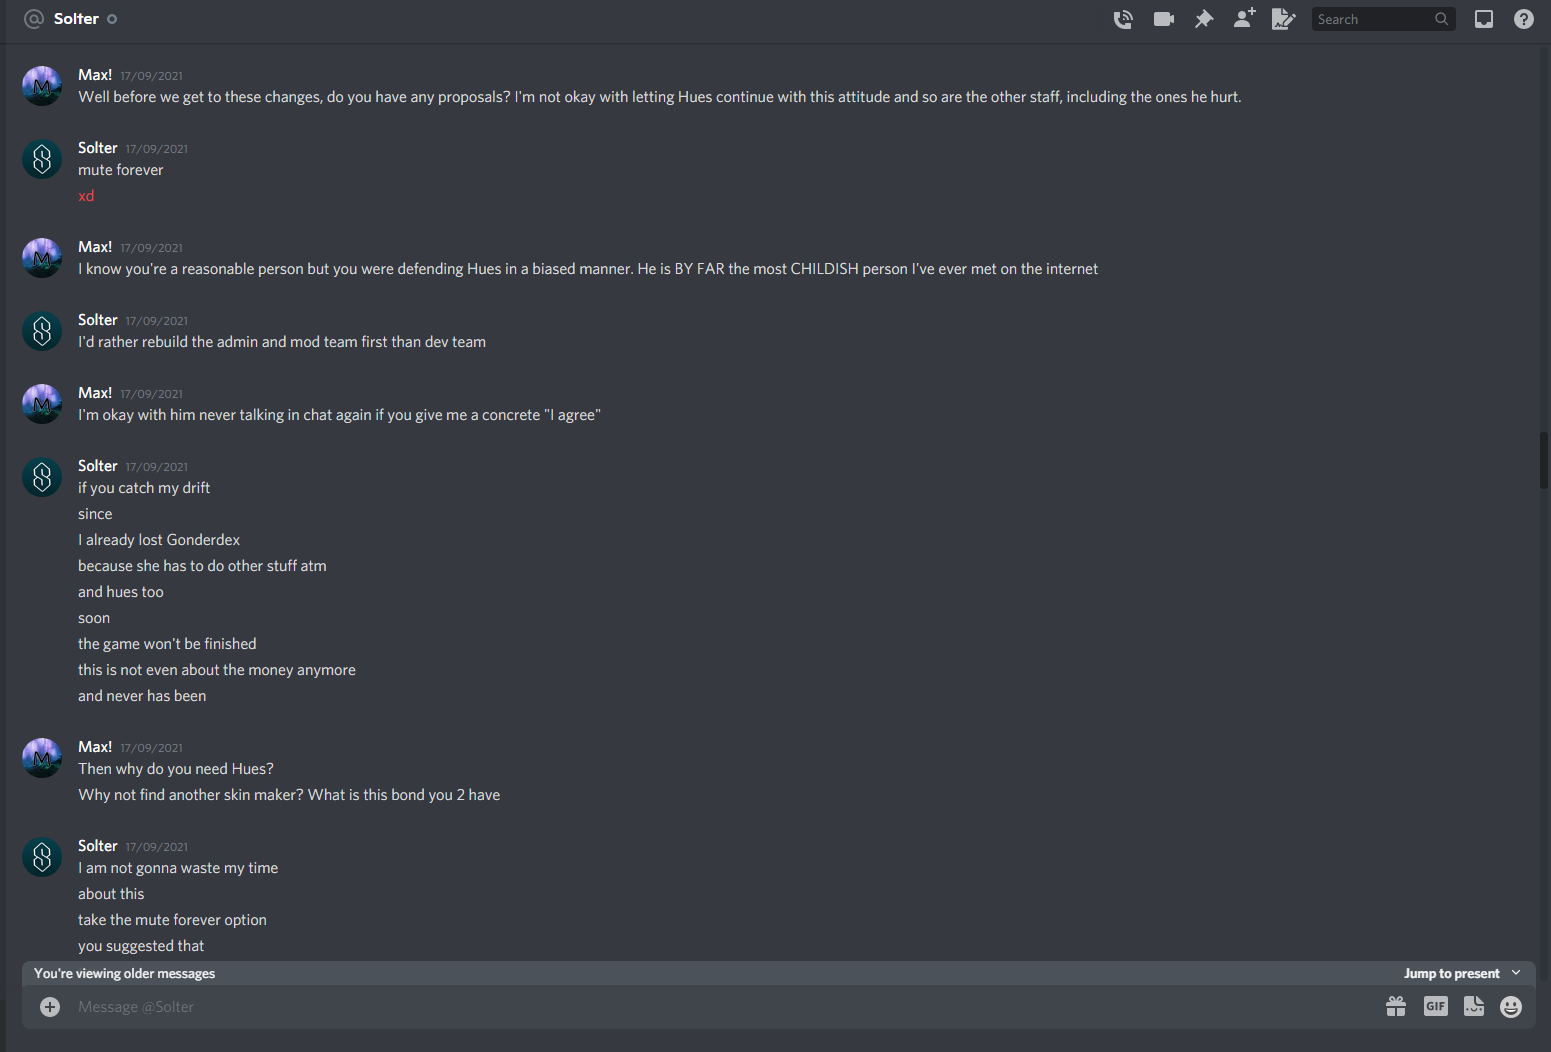 @ Solter
Search
Max! 17/09/2021
Well before we get to these changes, do you have any proposals? I'm not okay with letting Hues continue with this attitude and so are the other staff, including the ones he hurt.
Solter 17/09/2021
mute forever
xd
Max! 17/09/2021
I know you're a reasonable person but you were defending Hues in a biased manner. He is BY FAR the most CHILDISH person I've ever met on the internet
Solter 17/09/2021
I'd rather rebuild the admin and mod team first than dev team
Max! 17/09/2021
I'm okay with him never talking in chat again if you give me a concrete "I agree"
Solter 17/09/2021
if you catch my drift
since
I already lost Gonderdex
because she has to do other stuff atm
and hues too
soon
the game won't be finished
this is not even about the money anymore
and never has been
Max! 17/09/2021
Then why do you need Hues?
Why not find another skin maker? What is this bond you 2 have
Solter 17/09/2021
I am not gonna waste my time
about this
take the mute forever option
you suggested that
You're viewing older messages
Jump to present
Message @Solter
GIF